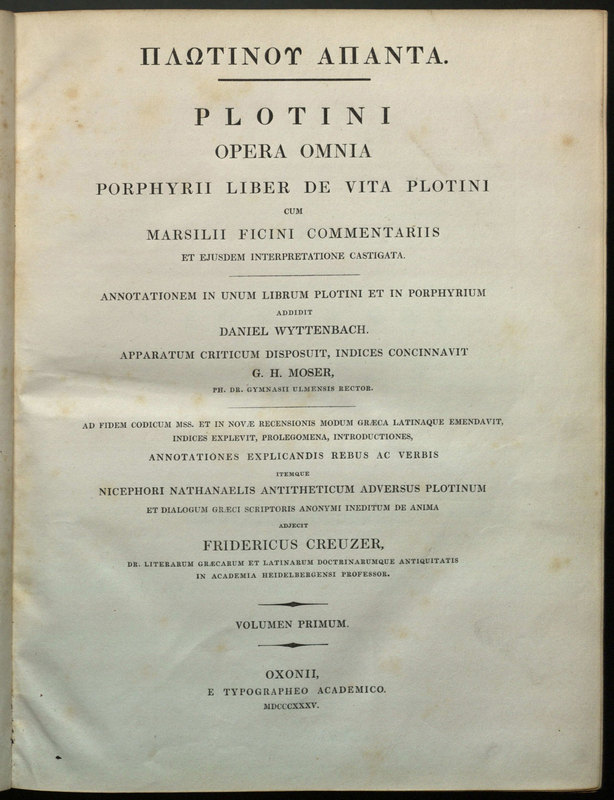 ΠΛΩΤΙΝΟΥ ΑΠΑΝΤΑ.
PLOTINI
OPERA OMNIA
PORPHYRII LIBER DE VITA PLOTINI
CUM
MARSILII FICINI COMMENTARIIS
ET EJUSDEM INTERPRETATIONE CASTIGATA.
ANNOTATIONEM IN UNUM LIBRUM PLOTINI ET IN PORPHYRIUM
ADDIDIT
DANIEL WYTTENBACH.
APPARATUM CRITICUM DISPOSUIT, INDICES CONCINNAVIT
G. H. MOSER,
PH. DR. GYMNASII ULMENSIS RECTOR.
AD FIDEM CODICUM MSS. ET IN NOVÆ RECENSIONIS MODUM GRÆCA LATINAQUE EMENDAVIT,
INDICES EXPLEVIT, PROLEGOMENA, INTRODUCTIONES,
ANNOTATIONES EXPLICANDIS REBUS AC VERBIS
ITEMQUE
NICEPHORI NATHANAELIS ANTITHETICUM ADVERSUS PLOTINUM
ET DIALOGUM GRÆCI SCRIPTORIS ANONYMI INEDITUM DE ANIMA
ADJECIT
FRIDERICUS CREUZER,
DR. LITERARUM GRÆCARUM ET LATINARUM DOCTRINARUMQUE ANTIQUITATIS
IN ACADEMIA HEIDELBERGENSI PROFESSOR.
VOLUMEN PRIMUM.
OXONII,
E TYPOGRAPHEO ACADEMICO.
MDCCCXXXV.